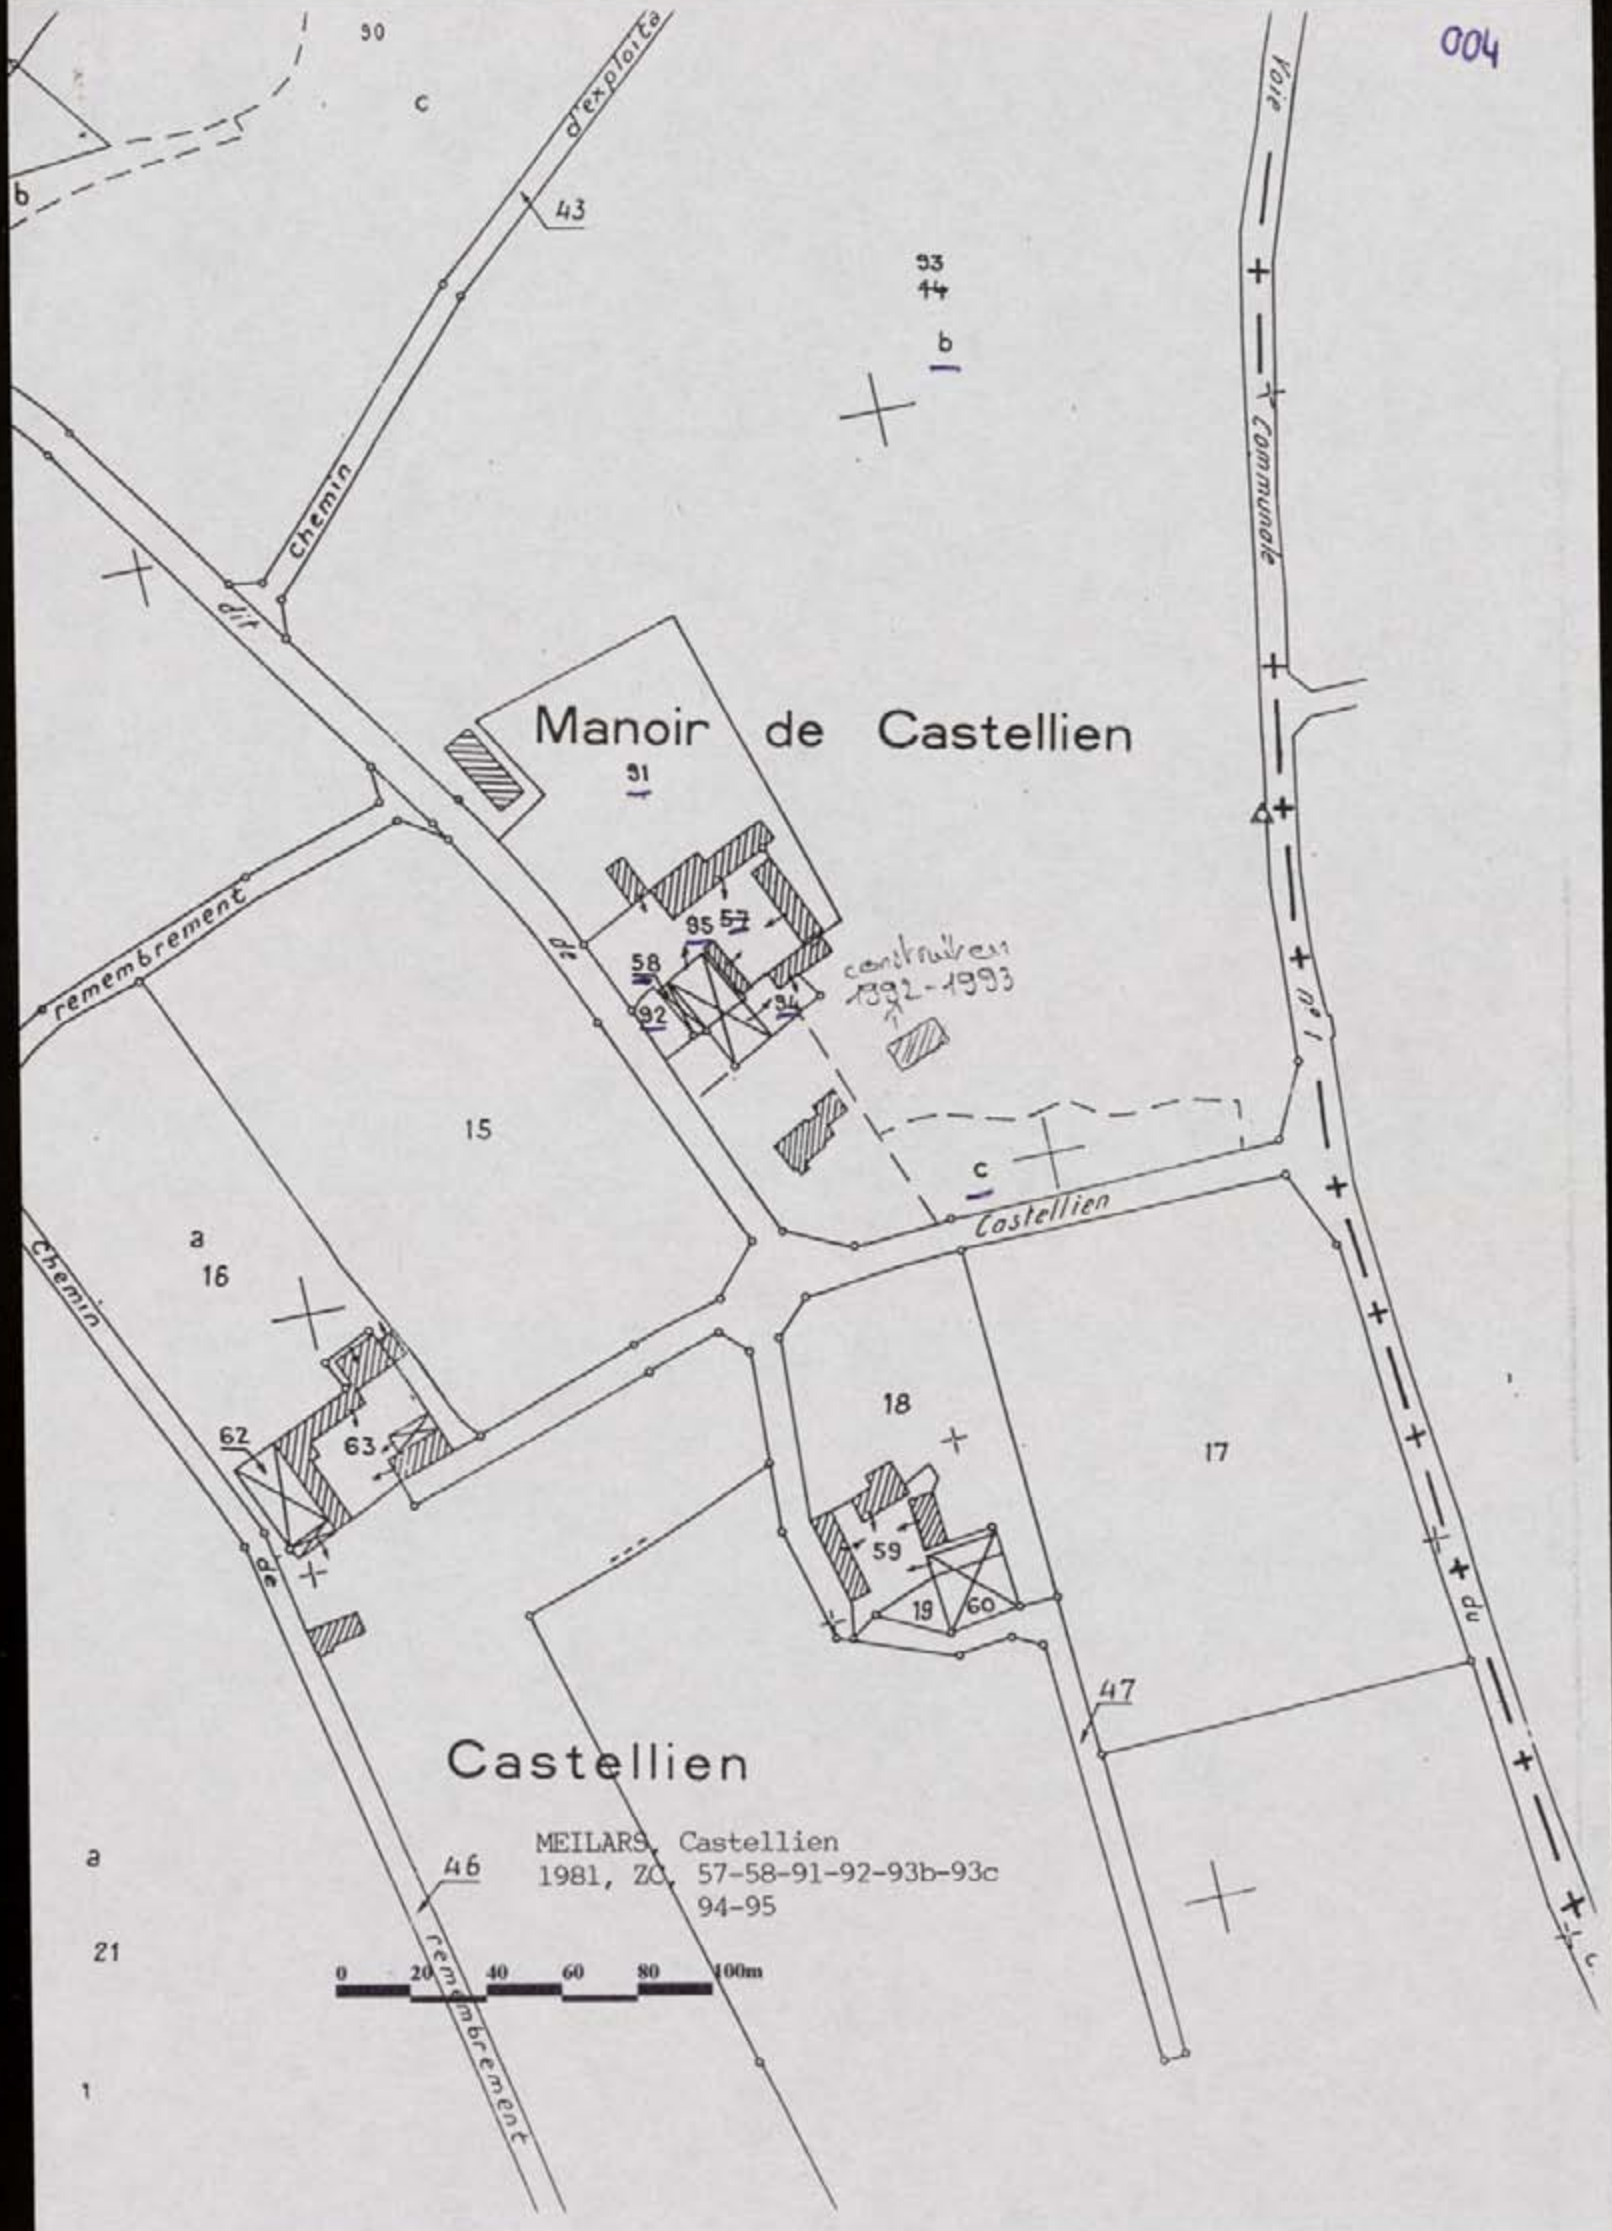 004
90
c
d'exploita
Voie
b
43
93
44
b
Communale
Chemin
dit
Manoir de Castellien
91
remembrement
de
95 57
58
92
94
construit en
1992-1993
n° 1
15
c
Castellien
a
16
Chemin
62
63
18
17
59
19 60
de
du
47
Castellien
MEILARS, Castellien
1981, ZC, 57-58-91-92-93b-93c
94-95
a
46
21
0 20 40 60 80 100m
remembrement
1